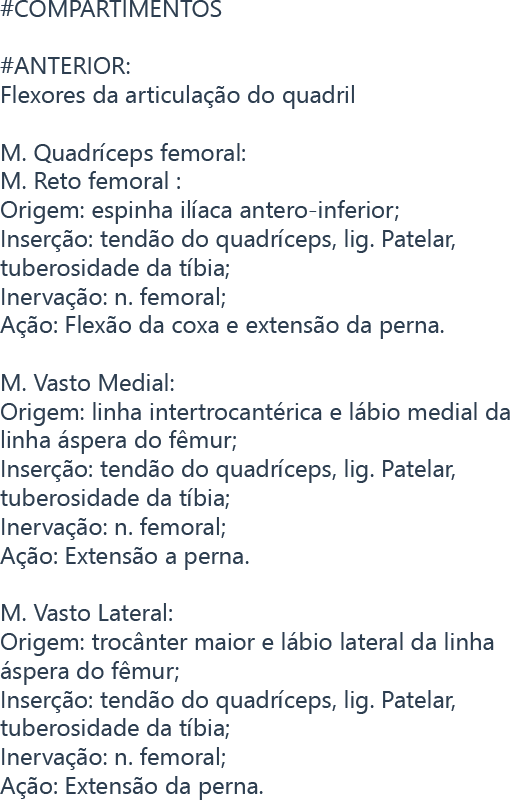 #COMPARTIMENTOS
#ANTERIOR:
Flexores da articulação do quadril
M. Quadríceps femoral:
M. Reto femoral :
Origem: espinha ilíaca antero-inferior;
Inserção: tendão do quadríceps, lig. Patelar,
tuberosidade da tíbia;
Inervação: n. femoral;
Ação: Flexão da coxa e extensão da perna.
M. Vasto Medial:
Origem: linha intertrocantérica e lábio medial da
linha áspera do fêmur;
Inserção: tendão do quadríceps, lig. Patelar,
tuberosidade da tíbia;
Inervação: n. femoral;
Ação: Extensão a perna.
M. Vasto Lateral:
Origem: trocânter maior e lábio lateral da linha
áspera do fêmur;
Inserção: tendão do quadríceps, lig. Patelar,
tuberosidade da tíbia;
Inervação: n. femoral;
Ação: Extensão da perna.